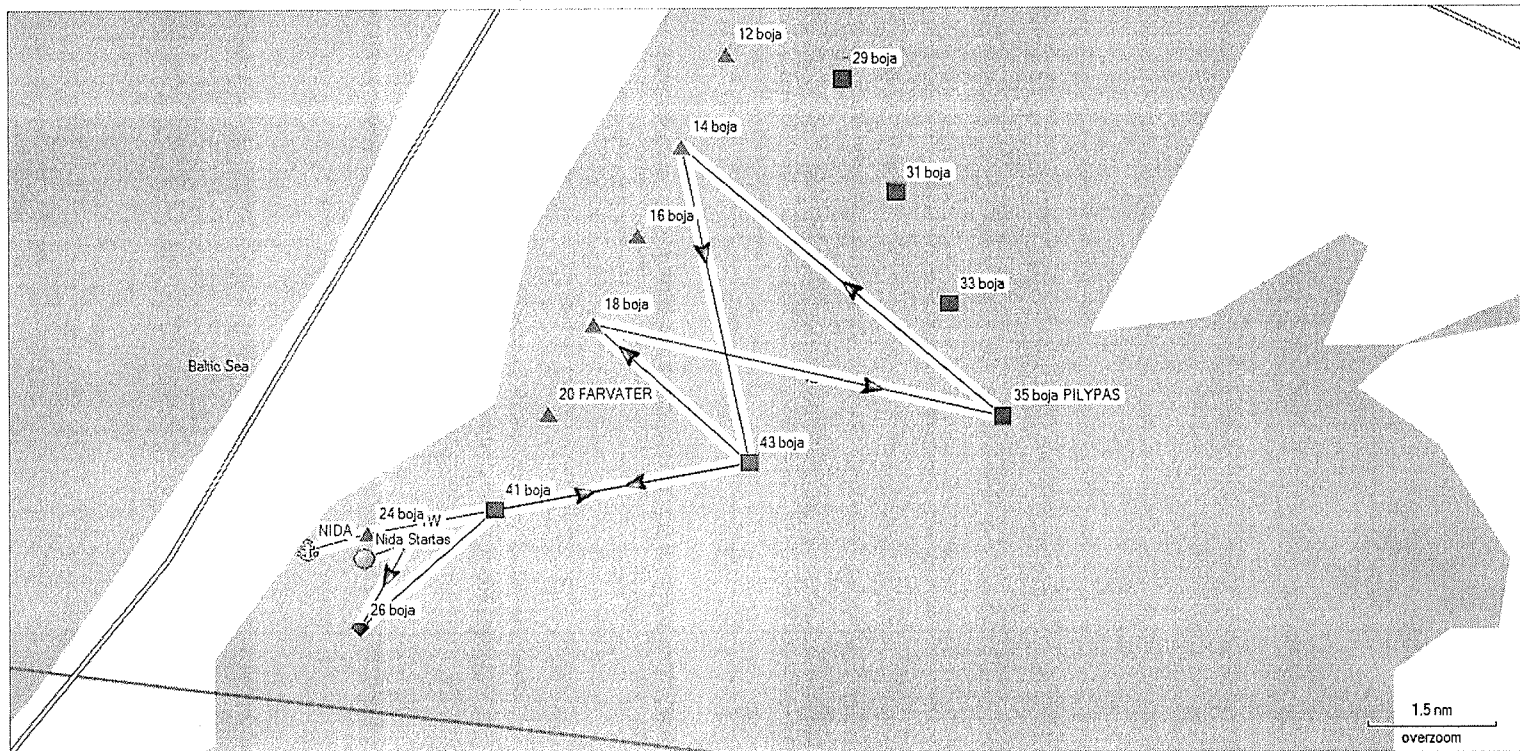 12 boja
29 boja
14 boja
31 boja
16 boja
33 boja
18 boja
Baltic Sea
20 FARVATER
35 boja PILYPAS
43 boja
41 boja
24 boja
NIDA
Nida Startas
26 boja
1.5 nm
overzoom